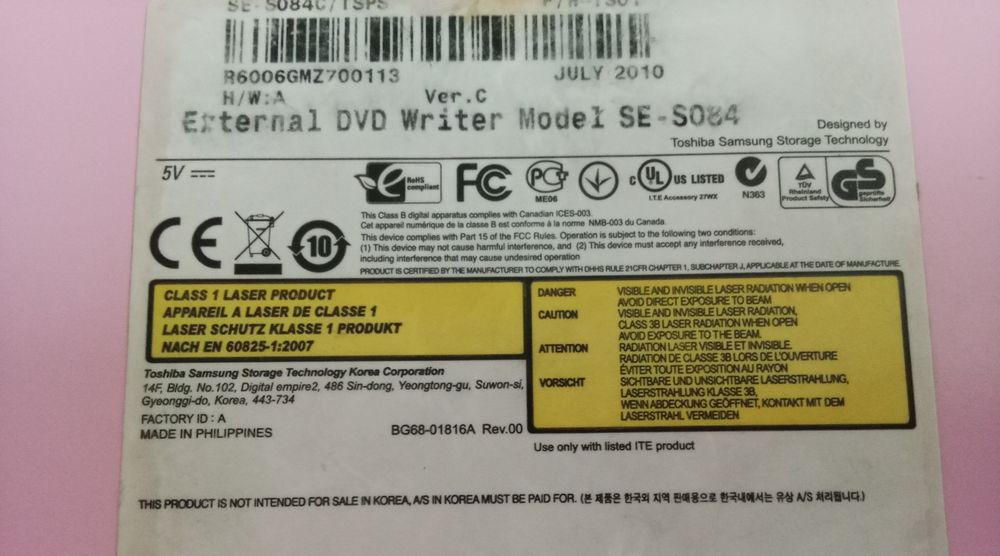 SE-S084C/TSPS
R6006GMZ700113 JULY 2010
H/W:A Ver.C
External DVD Writer Model SE-S084
Designed by
Toshiba Samsung Storage Technology
5V
RoHS
compliant
FC
ME06
c UL US LISTED
I.T.E Accessory 27WX
N363
TÜV
Rheinland
Product Safety
GS
geprüfte
Sicherheit
CE
10
This Class B digital apparatus complies with Canadian ICES-003.
Cet appareil numérique de la classe B est conforme à la norme NMB-003 du Canada.
This device complies with Part 15 of the FCC Rules. Operation is subject to the following two conditions:
(1) This device may not cause harmful interference, and (2) This device must accept any interference received,
including interference that may cause undesired operation
PRODUCT IS CERTIFIED BY THE MANUFACTURER TO COMPLY WITH DHHS RULE 21CFR CHAPTER 1, SUBCHAPTER J, APPLICABLE AT THE DATE OF MANUFACTURE.
CLASS 1 LASER PRODUCT
APPAREIL A LASER DE CLASSE 1
LASER SCHUTZ KLASSE 1 PRODUKT
NACH EN 60825-1:2007
DANGER VISIBLE AND INVISIBLE LASER RADIATION WHEN OPEN
AVOID DIRECT EXPOSURE TO BEAM
CAUTION VISIBLE AND INVISIBLE LASER RADIATION,
CLASS 3B LASER RADIATION WHEN OPEN
AVOID EXPOSURE TO THE BEAM.
ATTENTION RADIATION LASER VISIBLE ET INVISIBLE.
RADIATION DE CLASSE 3B LORS DE L'OUVERTURE
ÉVITER TOUTE EXPOSITION AU RAYON
VORSICHT SICHTBARE UND UNSICHTBARE LASERSTRAHLUNG,
LASERSTRAHLUNG KLASSE 3B,
WENN ABDECKUNG GEÖFFNET, KONTAKT MIT DEM
LASERSTRAHL VERMEIDEN
Toshiba Samsung Storage Technology Korea Corporation
14F, Bldg. No.102, Digital empire2, 486 Sin-dong, Yeongtong-gu, Suwon-si,
Gyeonggi-do, Korea, 443-734
FACTORY ID : A
MADE IN PHILIPPINES
BG68-01816A Rev.00
Use only with listed ITE product
THIS PRODUCT IS NOT INTENDED FOR SALE IN KOREA, A/S IN KOREA MUST BE PAID FOR. (본 제품은 한국외 지역 판매용으로 한국내에서는 유상 A/S 처리됩니다.)